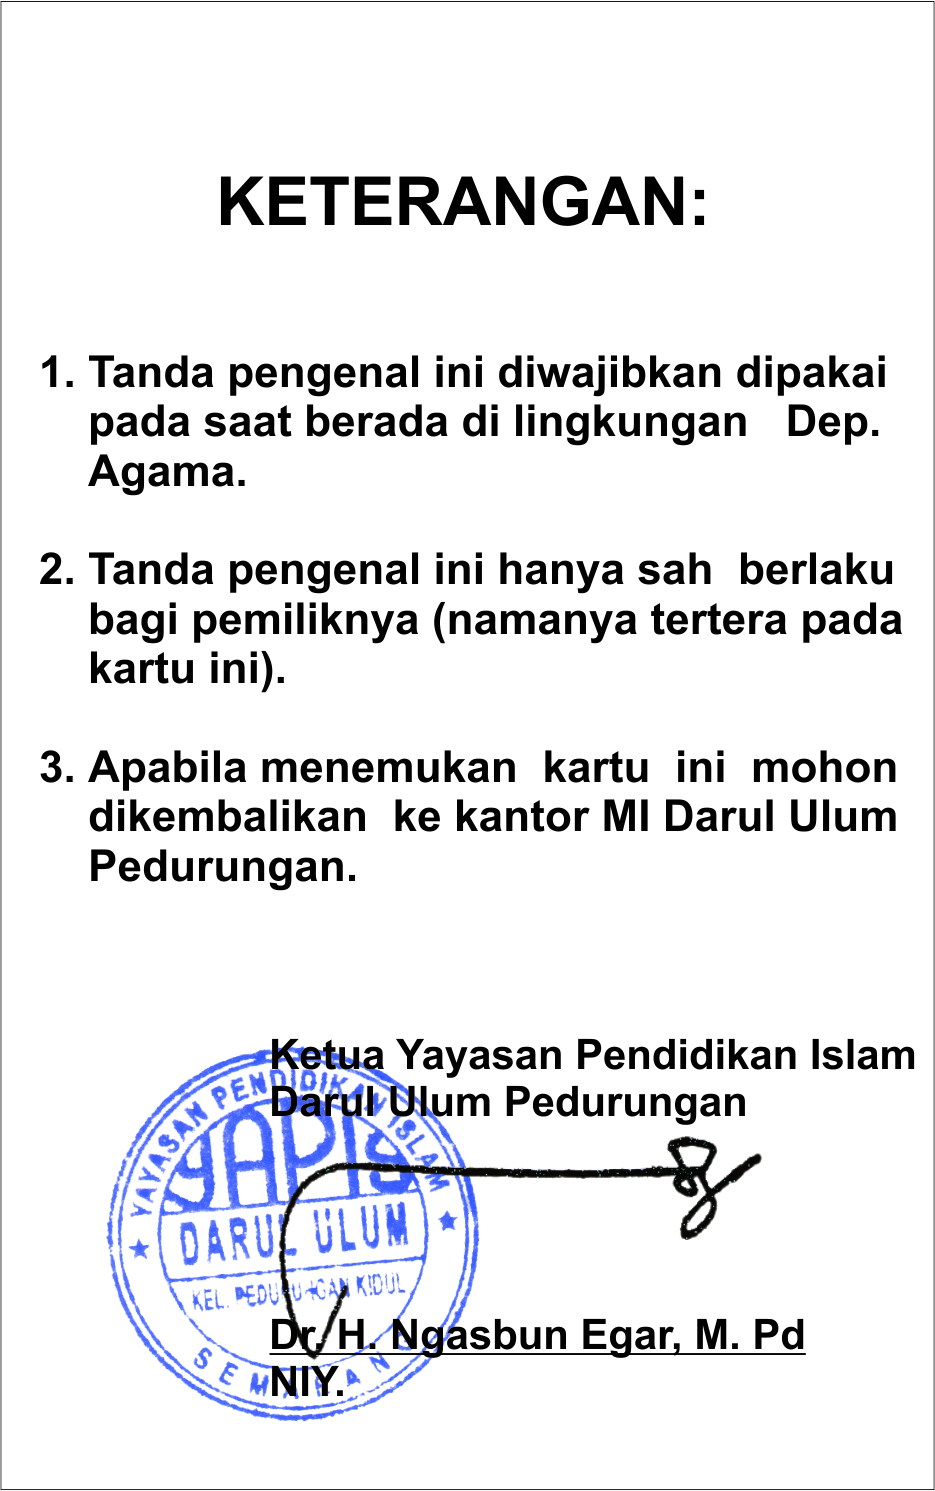 KETERANGAN:
1. Tanda pengenal ini diwajibkan dipakai
pada saat berada di lingkungan Dep.
Agama.
2. Tanda pengenal ini hanya sah berlaku
bagi pemiliknya (namanya tertera pada
kartu ini).
3. Apabila menemukan kartu ini mohon
dikembalikan ke kantor MI Darul Ulum
Pedurungan.
Ketua Yayasan Pendidikan Islam
Darul Ulum Pedurungan
YAYASAN PENDIDIKAN ISLAM
YAPIS
DARUL ULUM
KEL. PEDURUNGAN KIDUL
SEMARANG
Dr. H. Ngasbun Egar, M. Pd
NIY.